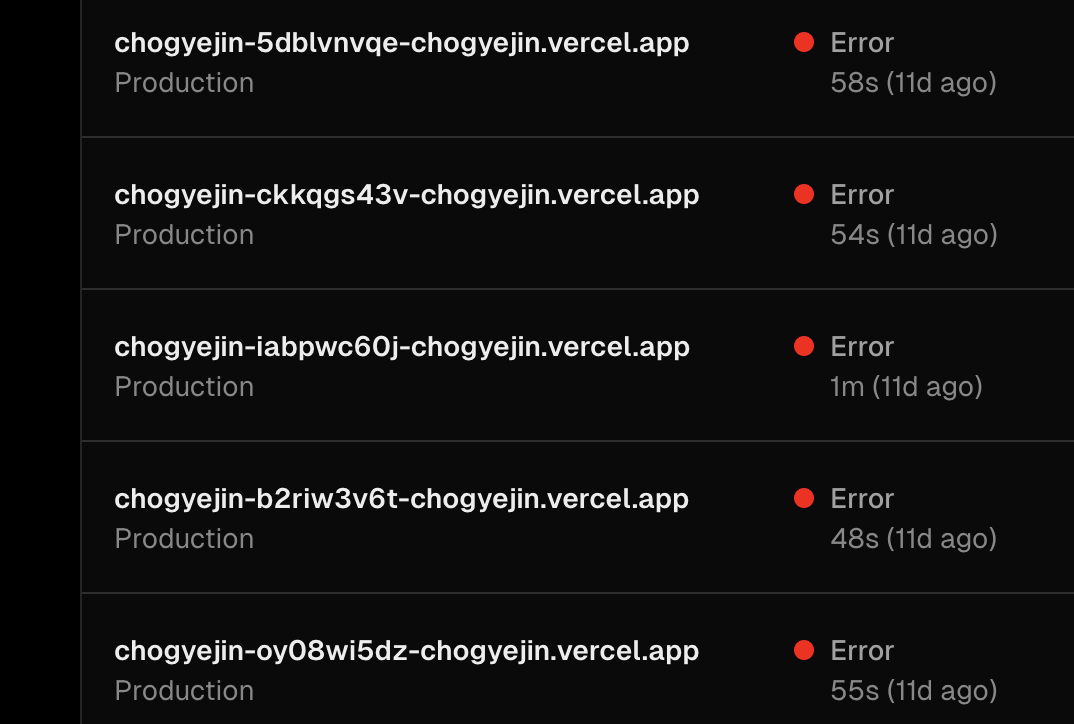 chogyejin-5dblvnvqe-chogyejin.vercel.app
Error
Production
58s (11d ago)
chogyejin-ckkqgs43v-chogyejin.vercel.app
Error
Production
54s (11d ago)
chogyejin-iabpwc60j-chogyejin.vercel.app
Error
Production
1m (11d ago)
chogyejin-b2riw3v6t-chogyejin.vercel.app
Error
Production
48s (11d ago)
chogyejin-oy08wi5dz-chogyejin.vercel.app
Error
Production
55s (11d ago)